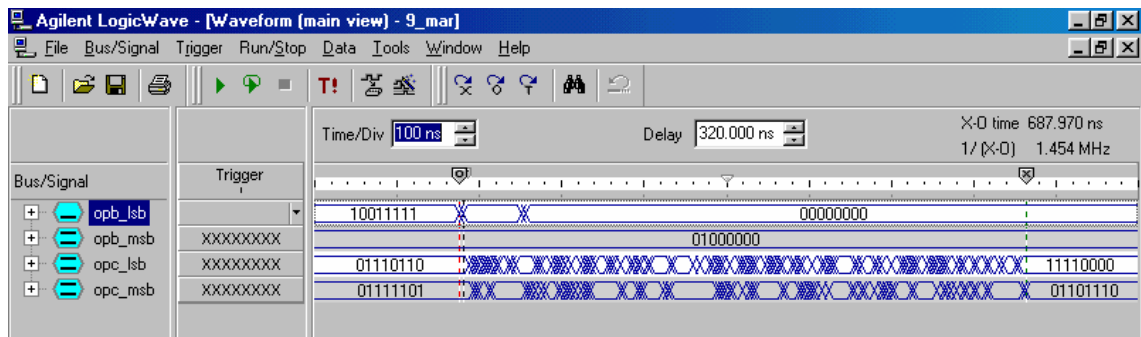 Agilent LogicWave - [Waveform (main view) - 9_mar]
File Bus/Signal Trigger Run/Stop Data Tools Window Help
T!
Time/Div 100 ns Delay 320.000 ns X-O time 687.970 ns
1/ (X-O) 1.454 MHz
Bus/Signal Trigger
opb_lsb 10011111 00000000
opb_msb XXXXXXXX 01000000
opc_lsb XXXXXXXX 01110110 11110000
opc_msb XXXXXXXX 01111101 01101110